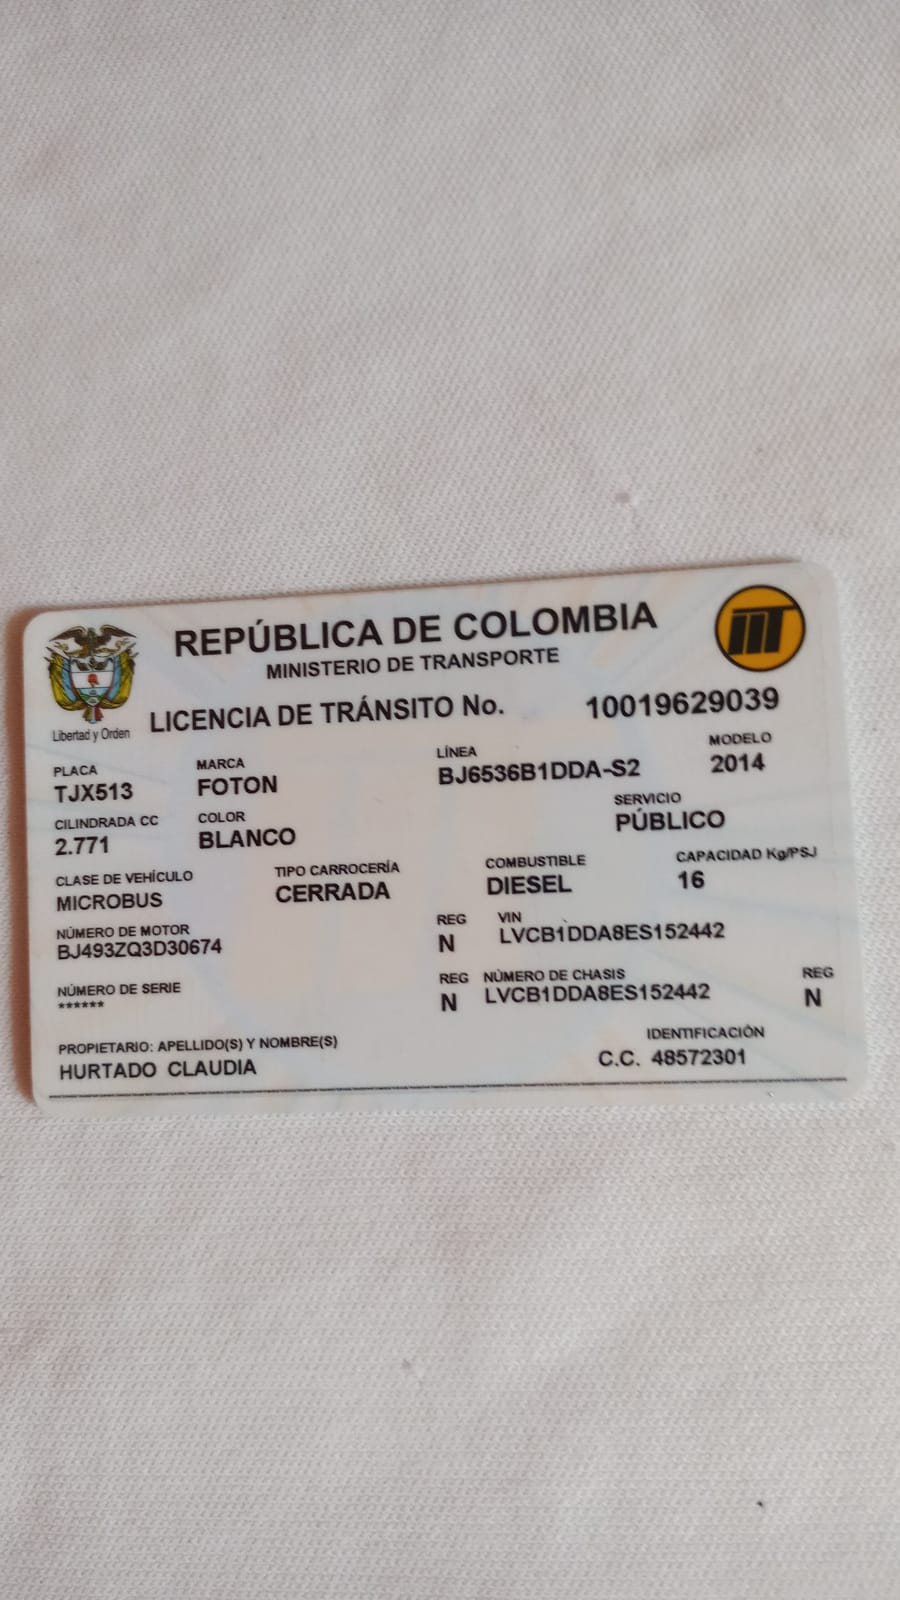 REPÚBLICA DE COLOMBIA
MINISTERIO DE TRANSPORTE
Libertad y Orden
LICENCIA DE TRÁNSITO No. 10019629039
PLACA MARCA LÍNEA MODELO
TJX513 FOTON BJ6536B1DDA-S2 2014
CILINDRADA CC COLOR SERVICIO
2.771 BLANCO PÚBLICO
CLASE DE VEHÍCULO TIPO CARROCERÍA COMBUSTIBLE CAPACIDAD Kg/PSJ
MICROBUS CERRADA DIESEL 16
NÚMERO DE MOTOR REG VIN
BJ493ZQ3D30674 N LVCB1DDA8ES152442
NÚMERO DE SERIE REG NÚMERO DE CHASIS REG
****** N LVCB1DDA8ES152442 N
PROPIETARIO: APELLIDO(S) Y NOMBRE(S) IDENTIFICACIÓN
HURTADO CLAUDIA C.C. 48572301